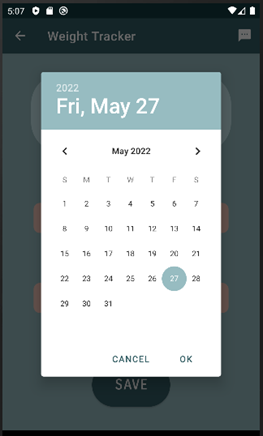 5:07
Weight Tracker
2022
Fri, May 27
May 2022
S M T W T F S
1 2 3 4 5 6 7
8 9 10 11 12 13 14
15 16 17 18 19 20 21
22 23 24 25 26 27 28
29 30 31
CANCEL OK
SAVE